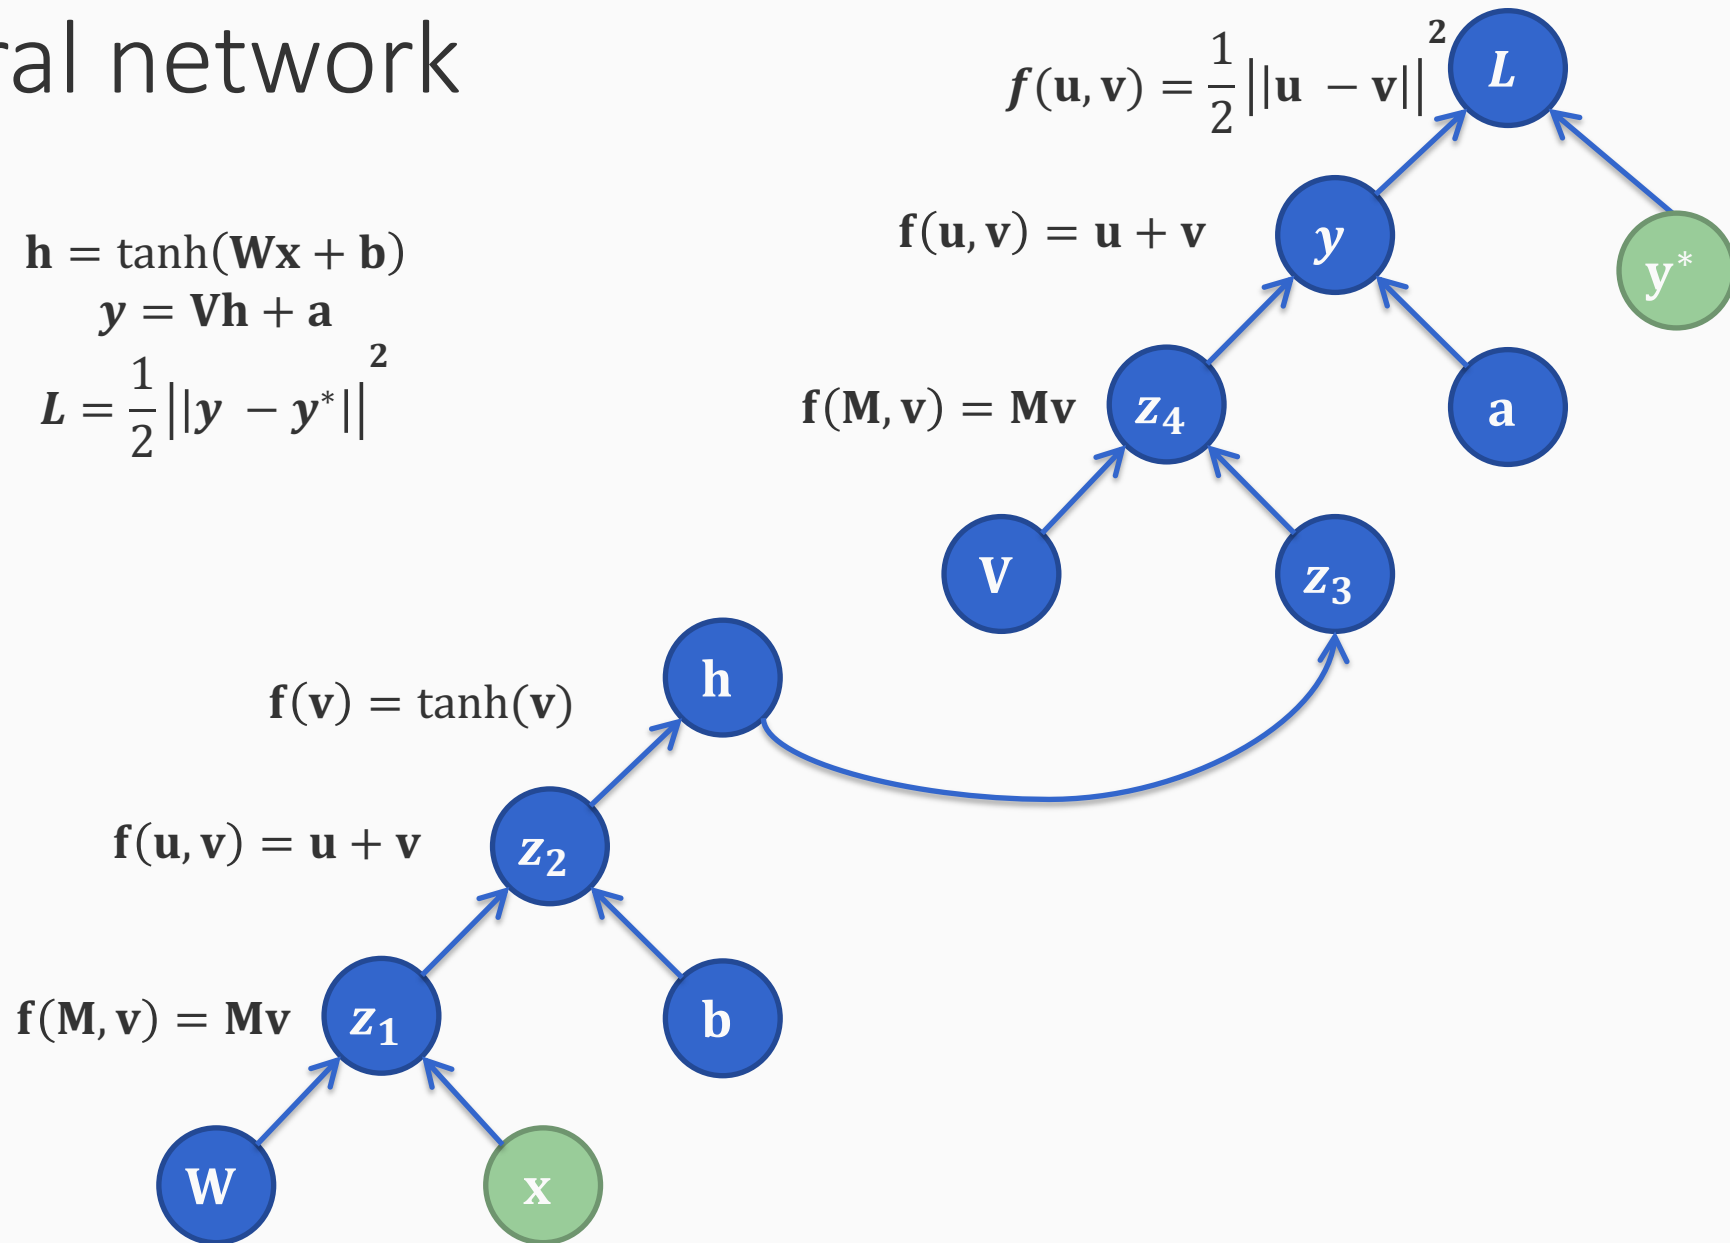 ral network
f(u, v) = 1/2 ||u − v||²
L
f(u, v) = u + v
y
y*
h = tanh(Wx + b)
y = Vh + a
L = 1/2 ||y − y*||²
f(M, v) = Mv
z₄
a
V
z₃
h
f(v) = tanh(v)
f(u, v) = u + v
z₂
f(M, v) = Mv
z₁
b
W
x